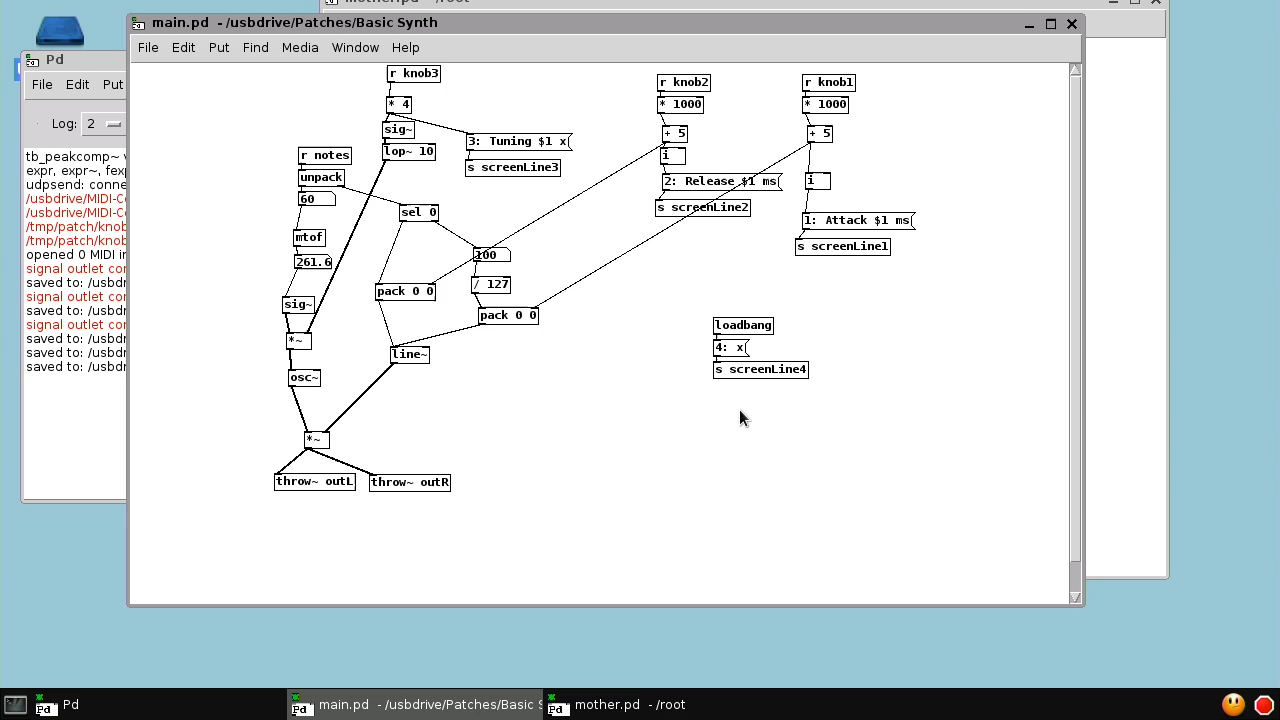 mother.pd - /root
main.pd - /usbdrive/Patches/Basic Synth
File Edit Put Find Media Window Help
Pd
File Edit Put
Log: 2
tb_peakcomp~
expr, expr~, fexp
udpsend: conne
/usbdrive/MIDI-C
/usbdrive/MIDI-C
/tmp/patch/knob
/tmp/patch/knob
opened 0 MIDI i
signal outlet con
saved to: /usbdr
signal outlet con
saved to: /usbdr
signal outlet con
saved to: /usbdr
saved to: /usbdr
saved to: /usbdr
r knob3
* 4
sig~
lop~ 10
3: Tuning $1 x
s screenLine3
r notes
unpack
60
mtof
261.6
sig~
*~
osc~
sel 0
100
/ 127
pack 0 0
pack 0 0
line~
*~
throw~ outL
throw~ outR
r knob2
* 1000
+ 5
i
2: Release $1 ms
s screenLine2
r knob1
* 1000
+ 5
i
1: Attack $1 ms
s screenLine1
loadbang
4: x
s screenLine4
Pd
main.pd - /usbdrive/Patches/Basic S
mother.pd - /root